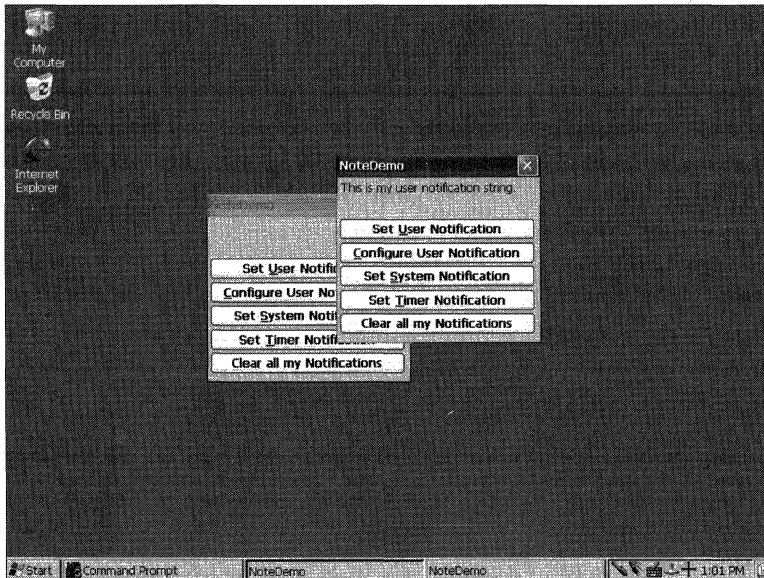 My
Computer
Recycle Bin
Internet
Explorer
NoteDemo
This is my user notification string.
Set User Notification
Configure User Notification
Set System Notification
Set Timer Notification
Clear all my Notifications
NoteDemo
Set User Notific
Configure User No
Set System Notif
Set Timer Notific
Clear all my Notifications
Start
Command Prompt
NoteDemo
NoteDemo
1:01 PM